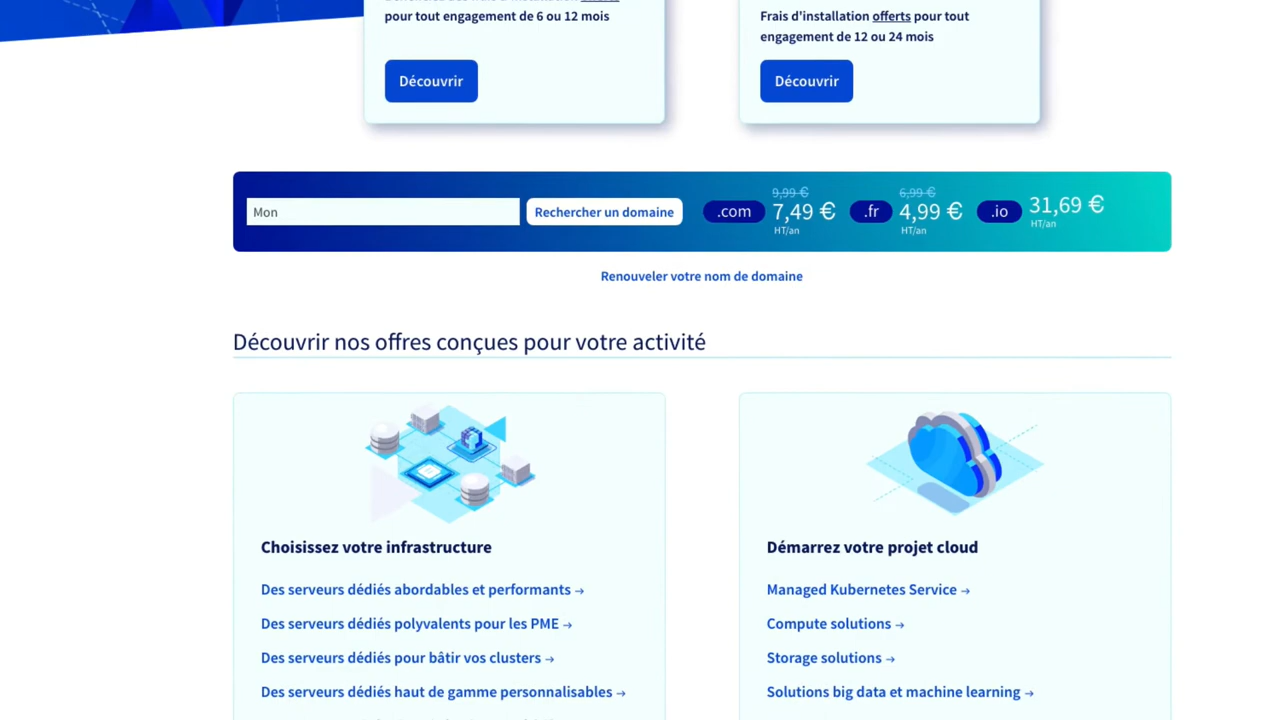 pour tout engagement de 6 ou 12 mois
Découvrir
Frais d'installation offerts pour tout
engagement de 12 ou 24 mois
Découvrir
Mon
Rechercher un domaine
.com
9,99 €
7,49 €
HT/an
.fr
6,99 €
4,99 €
HT/an
.io
31,69 €
HT/an
Renouveler votre nom de domaine
Découvrir nos offres conçues pour votre activité
Choisissez votre infrastructure
Des serveurs dédiés abordables et performants →
Des serveurs dédiés polyvalents pour les PME →
Des serveurs dédiés pour bâtir vos clusters →
Des serveurs dédiés haut de gamme personnalisables →
Démarrez votre projet cloud
Managed Kubernetes Service →
Compute solutions →
Storage solutions →
Solutions big data et machine learning →